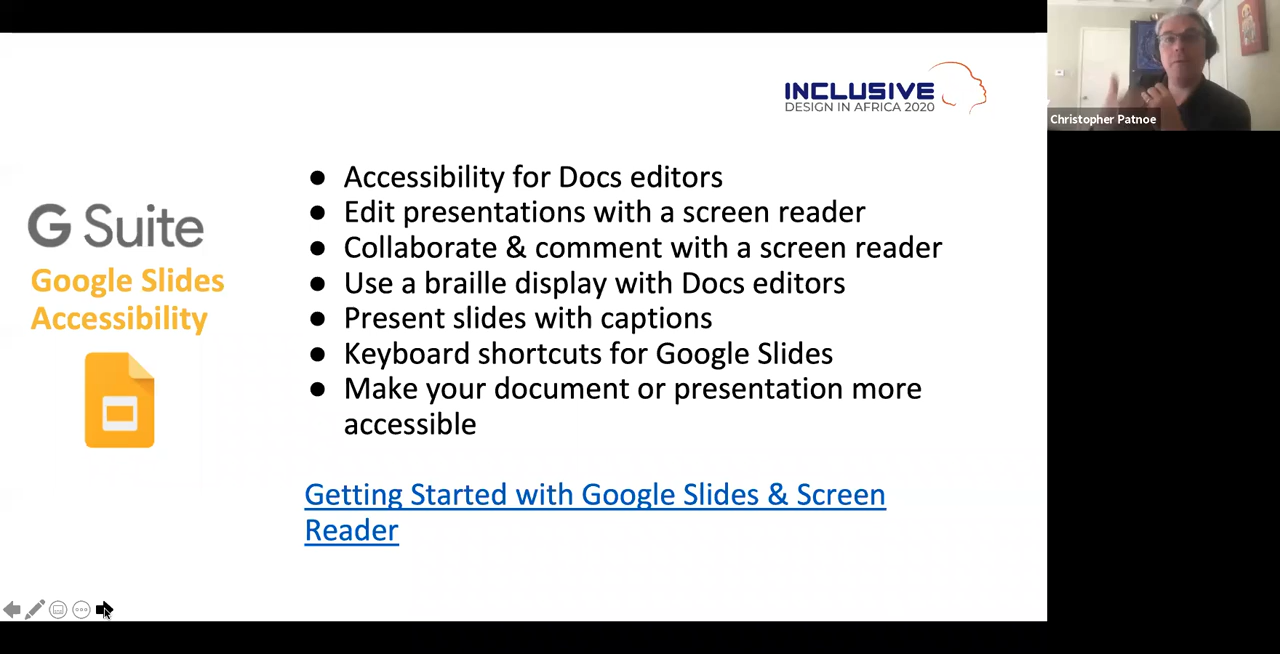 INCLUSIVE
DESIGN IN AFRICA 2020
Christopher Patnoe
G Suite
Google Slides
Accessibility
● Accessibility for Docs editors
● Edit presentations with a screen reader
● Collaborate & comment with a screen reader
● Use a braille display with Docs editors
● Present slides with captions
● Keyboard shortcuts for Google Slides
● Make your document or presentation more
accessible
Getting Started with Google Slides & Screen
Reader